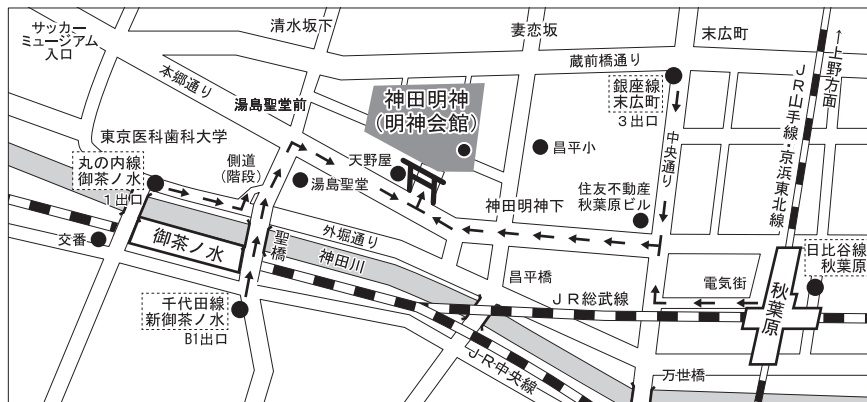 サッカー
ミュージアム
入口
清水坂下
妻恋坂
末広町
↑上野方面
蔵前橋通り
本郷通り
湯島聖堂前
神田明神
（明神会館）
銀座線
末広町
3出口
JR山手線・京浜東北線
東京医科歯科大学
側道
（階段）
天野屋
昌平小
中央通り
丸の内線
御茶ノ水
1出口
湯島聖堂
神田明神下
住友不動産
秋葉原ビル
交番
御茶ノ水
聖橋
外堀通り
神田川
昌平橋
電気街
日比谷線
秋葉原
秋葉原
JR総武線
千代田線
新御茶ノ水
B1出口
JR中央線
万世橋